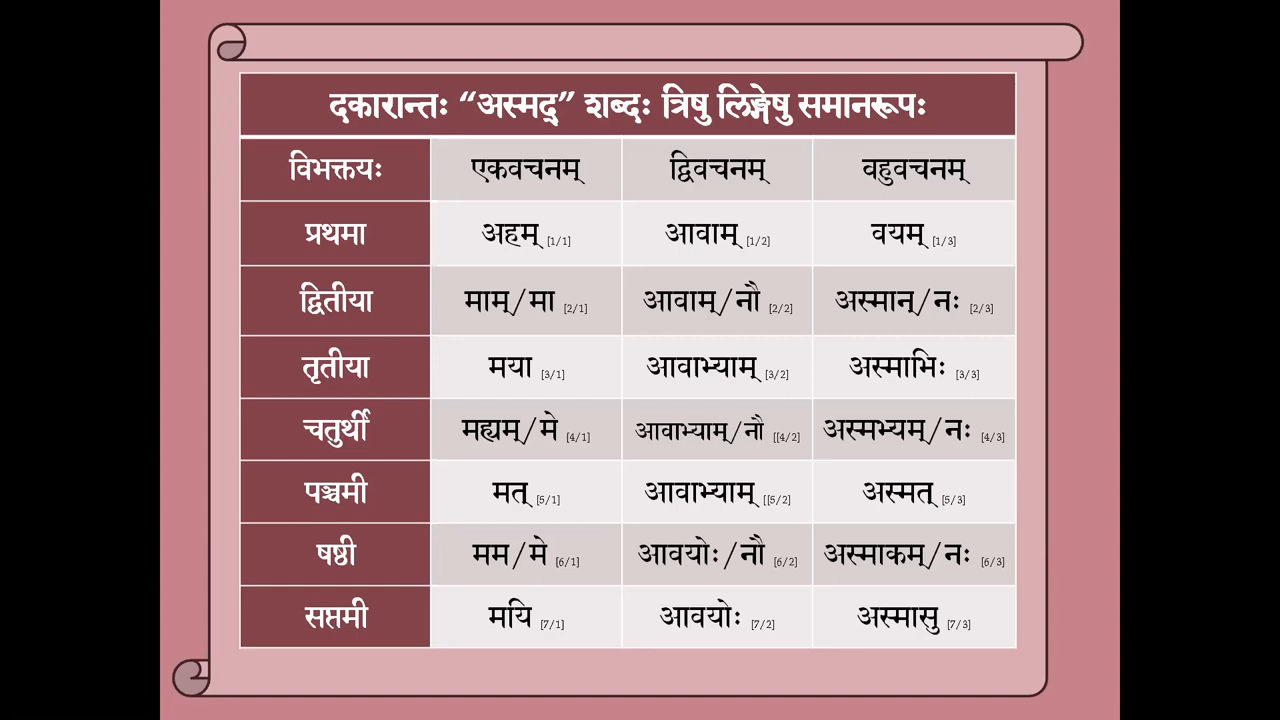 दकारान्तः “अस्मद्” शब्दः त्रिषु लिङ्गेषु समानरूपः
विभक्तयः एकवचनम् द्विवचनम् वहुवचनम्
प्रथमा अहम् [1/1] आवाम् [1/2] वयम् [1/3]
द्वितीया माम्/मा [2/1] आवाम्/नौ [2/2] अस्मान्/नः [2/3]
तृतीया मया [3/1] आवाभ्याम् [3/2] अस्माभिः [3/3]
चतुर्थी मह्यम्/मे [4/1] आवाभ्याम्/नौ [[4/2] अस्मभ्यम्/नः [4/3]
पञ्चमी मत् [5/1] आवाभ्याम् [[5/2] अस्मत् [5/3]
षष्ठी मम/मे [6/1] आवयोः/नौ [6/2] अस्माकम्/नः [6/3]
सप्तमी मयि [7/1] आवयोः [7/2] अस्मासु [7/3]